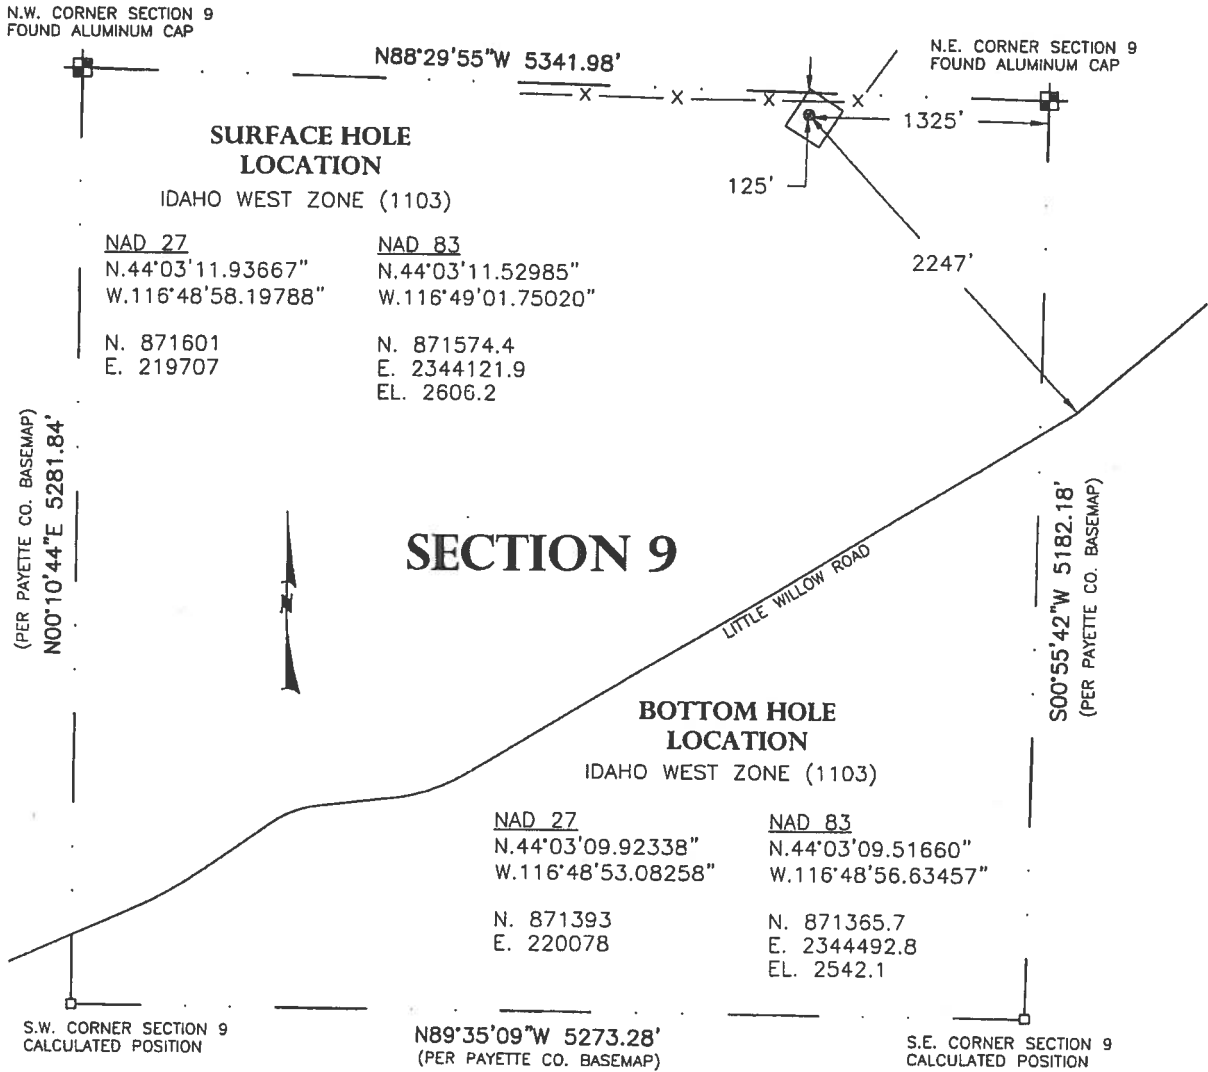 N.W. CORNER SECTION 9
FOUND ALUMINUM CAP
N88°29'55"W 5341.98'
N.E. CORNER SECTION 9
FOUND ALUMINUM CAP
X X X X
1325'
125'
2247'
SURFACE HOLE
LOCATION
IDAHO WEST ZONE (1103)
NAD 27
N.44°03'11.93667"
W.116°48'58.19788"
N. 871601
E. 219707
NAD 83
N.44°03'11.52985"
W.116°49'01.75020"
N. 871574.4
E. 2344121.9
EL. 2606.2
(PER PAYETTE CO. BASEMAP)
N00°10'44"E 5281.84'
N
SECTION 9
LITTLE WILLOW ROAD
S00°55'42"W 5182.18'
(PER PAYETTE CO. BASEMAP)
BOTTOM HOLE
LOCATION
IDAHO WEST ZONE (1103)
NAD 27
N.44°03'09.92338"
W.116°48'53.08258"
N. 871393
E. 220078
NAD 83
N.44°03'09.51660"
W.116°48'56.63457"
N. 871365.7
E. 2344492.8
EL. 2542.1
S.W. CORNER SECTION 9
CALCULATED POSITION
N89°35'09"W 5273.28'
(PER PAYETTE CO. BASEMAP)
S.E. CORNER SECTION 9
CALCULATED POSITION